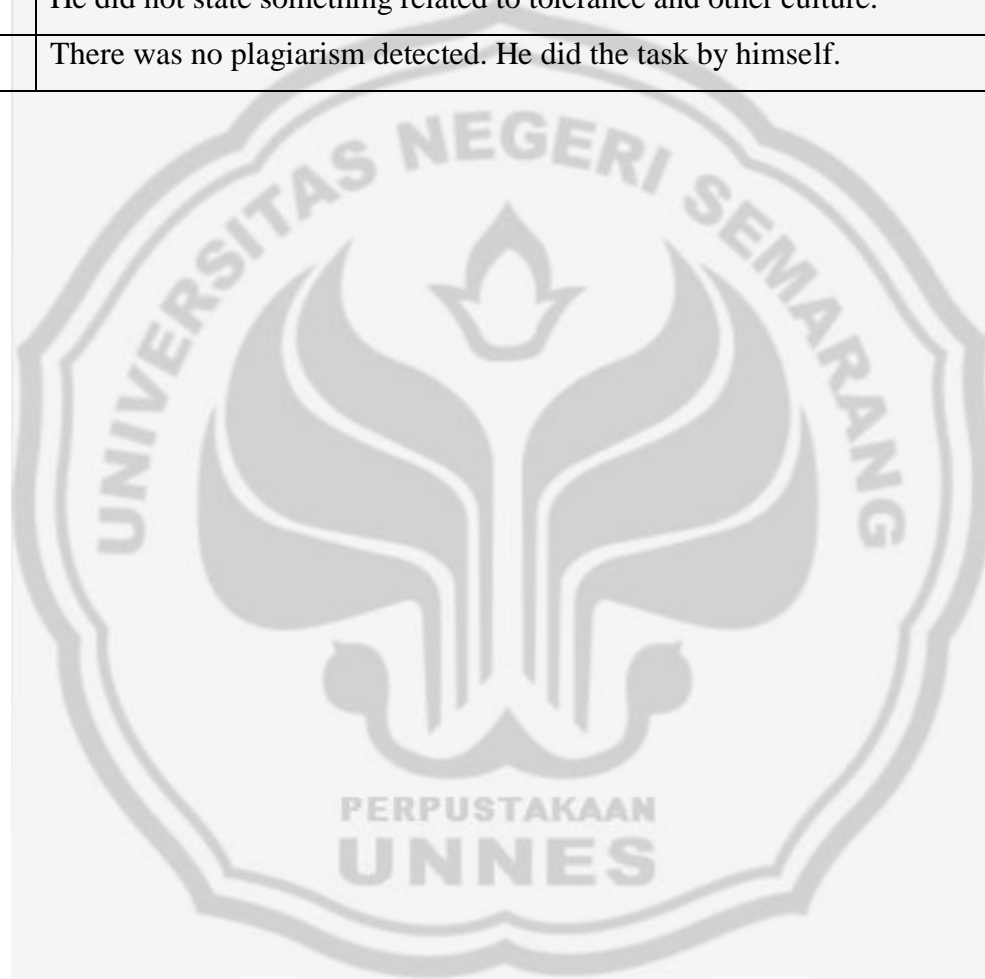 He did not state something related to tolerance and other culture.
There was no plagiarism detected. He did the task by himself.
UNIVERSITAS NEGERI SEMARANG
PERPUSTAKAAN
UNNES